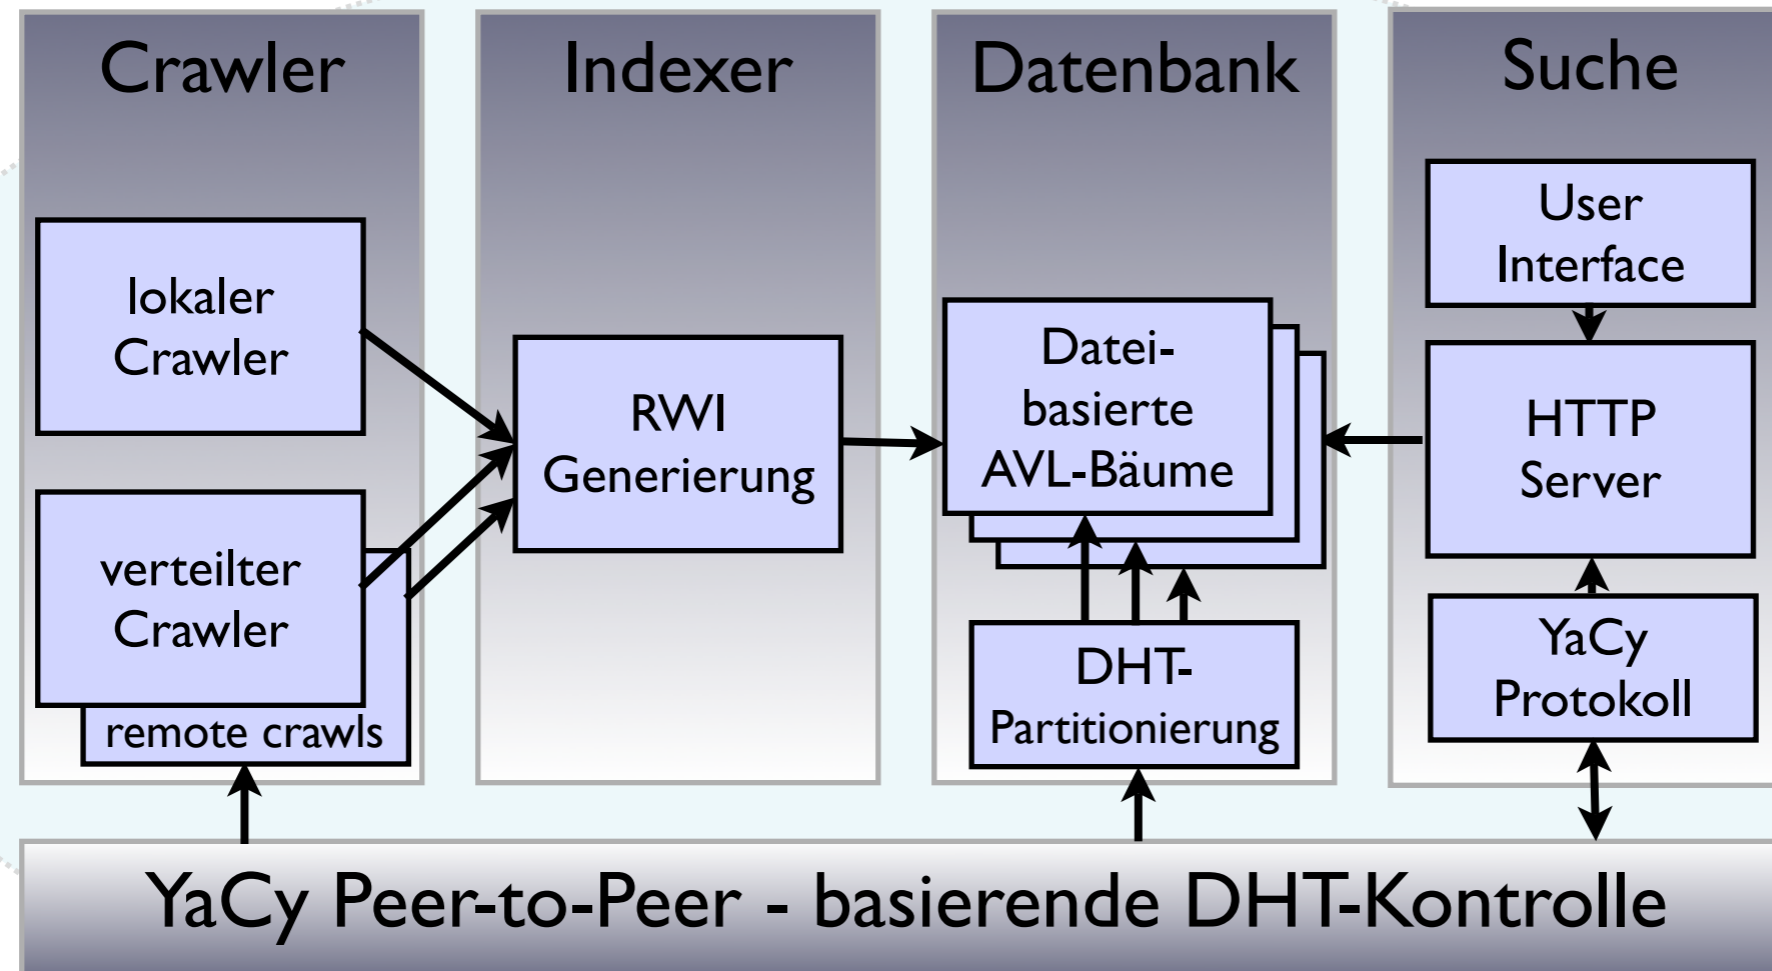 Crawler
lokaler
Crawler
verteilter
Crawler
remote crawls
Indexer
RWI
Generierung
Datenbank
Datei-
basierte
AVL-Bäume
DHT-
Partitionierung
Suche
User
Interface
HTTP
Server
YaCy
Protokoll
YaCy Peer-to-Peer - basierende DHT-Kontrolle